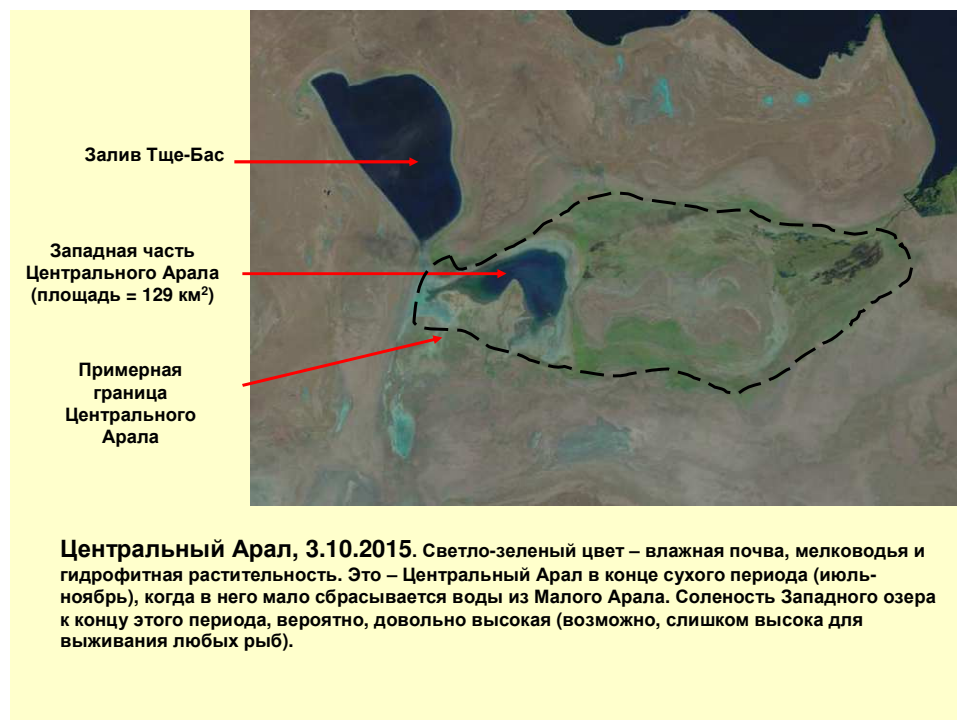 Залив Тще-Бас
Западная часть
Центрального Арала
(площадь = 129 км²)
Примерная
граница
Центрального
Арала
Центральный Арал, 3.10.2015. Светло-зеленый цвет – влажная почва, мелководья и
гидрофитная растительность. Это – Центральный Арал в конце сухого периода (июль-
ноябрь), когда в него мало сбрасывается воды из Малого Арала. Соленость Западного озера
к концу этого периода, вероятно, довольно высокая (возможно, слишком высока для
выживания любых рыб).